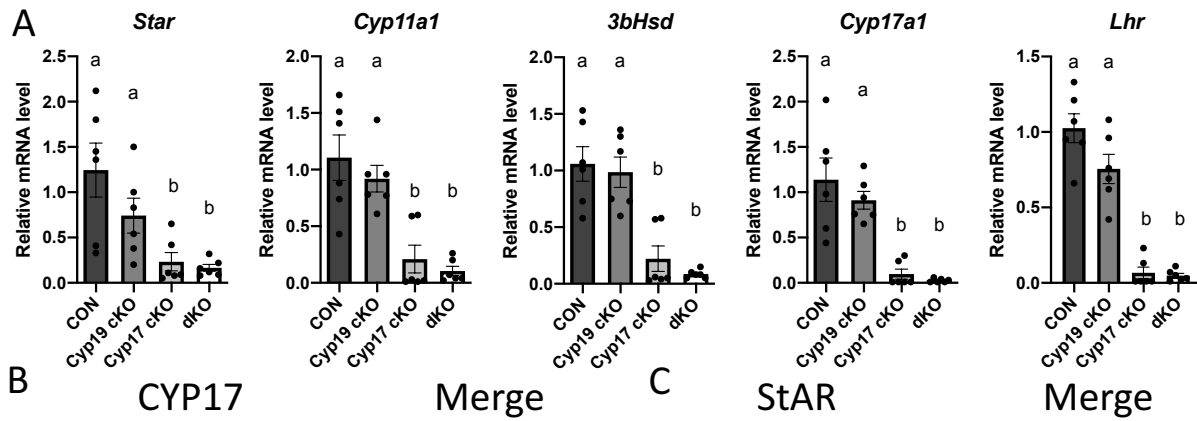 A
Star
Cyp11a1
3bHsd
Cyp17a1
Lhr
Relative mRNA level
2.5
2.0
1.5
1.0
0.5
0.0
a
a
b
b
CON
Cyp19 cKO
Cyp17 cKO
dKO
Relative mRNA level
2.0
1.5
1.0
0.5
0.0
a
a
b
b
CON
Cyp19 cKO
Cyp17 cKO
dKO
Relative mRNA level
2.0
1.5
1.0
0.5
0.0
a
a
b
b
CON
Cyp19 cKO
Cyp17 cKO
dKO
Relative mRNA level
2.5
2.0
1.5
1.0
0.5
0.0
a
a
b
b
CON
Cyp19 cKO
Cyp17 cKO
dKO
Relative mRNA level
1.5
1.0
0.5
0.0
a
a
b
b
CON
Cyp19 cKO
Cyp17 cKO
dKO
B
CYP17
Merge
C
StAR
Merge